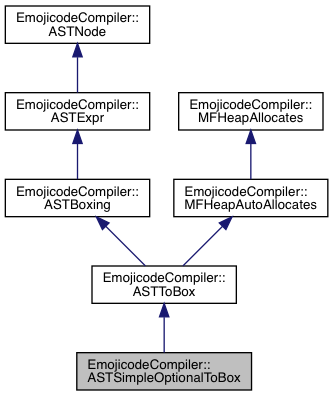 EmojicodeCompiler::
ASTNode
EmojicodeCompiler::
ASTExpr
EmojicodeCompiler::
MFHeapAllocates
EmojicodeCompiler::
ASTBoxing
EmojicodeCompiler::
MFHeapAutoAllocates
EmojicodeCompiler::
ASTToBox
EmojicodeCompiler::
ASTSimpleOptionalToBox